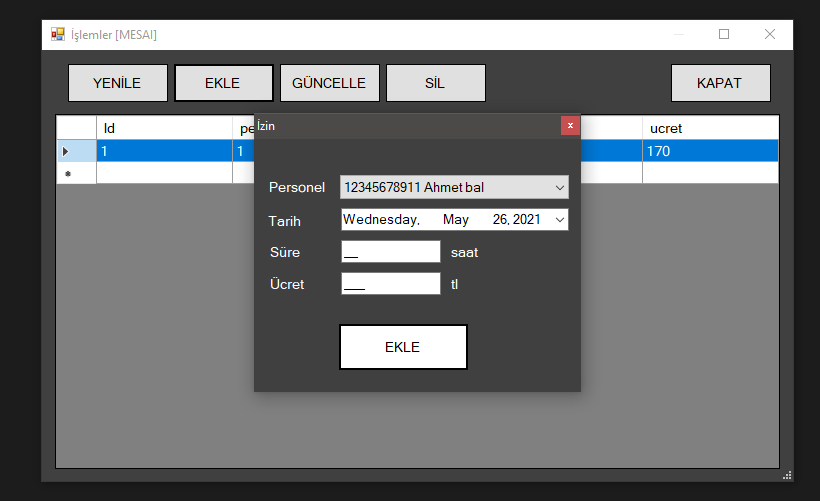 İşlemler [MESAI]
YENİLE EKLE GÜNCELLE SİL KAPAT
Id pe ucret
1 1 170
İzin
Personel 12345678911 Ahmet bal
Tarih Wednesday, May 26, 2021
Süre __ saat
Ücret ___ tl
EKLE